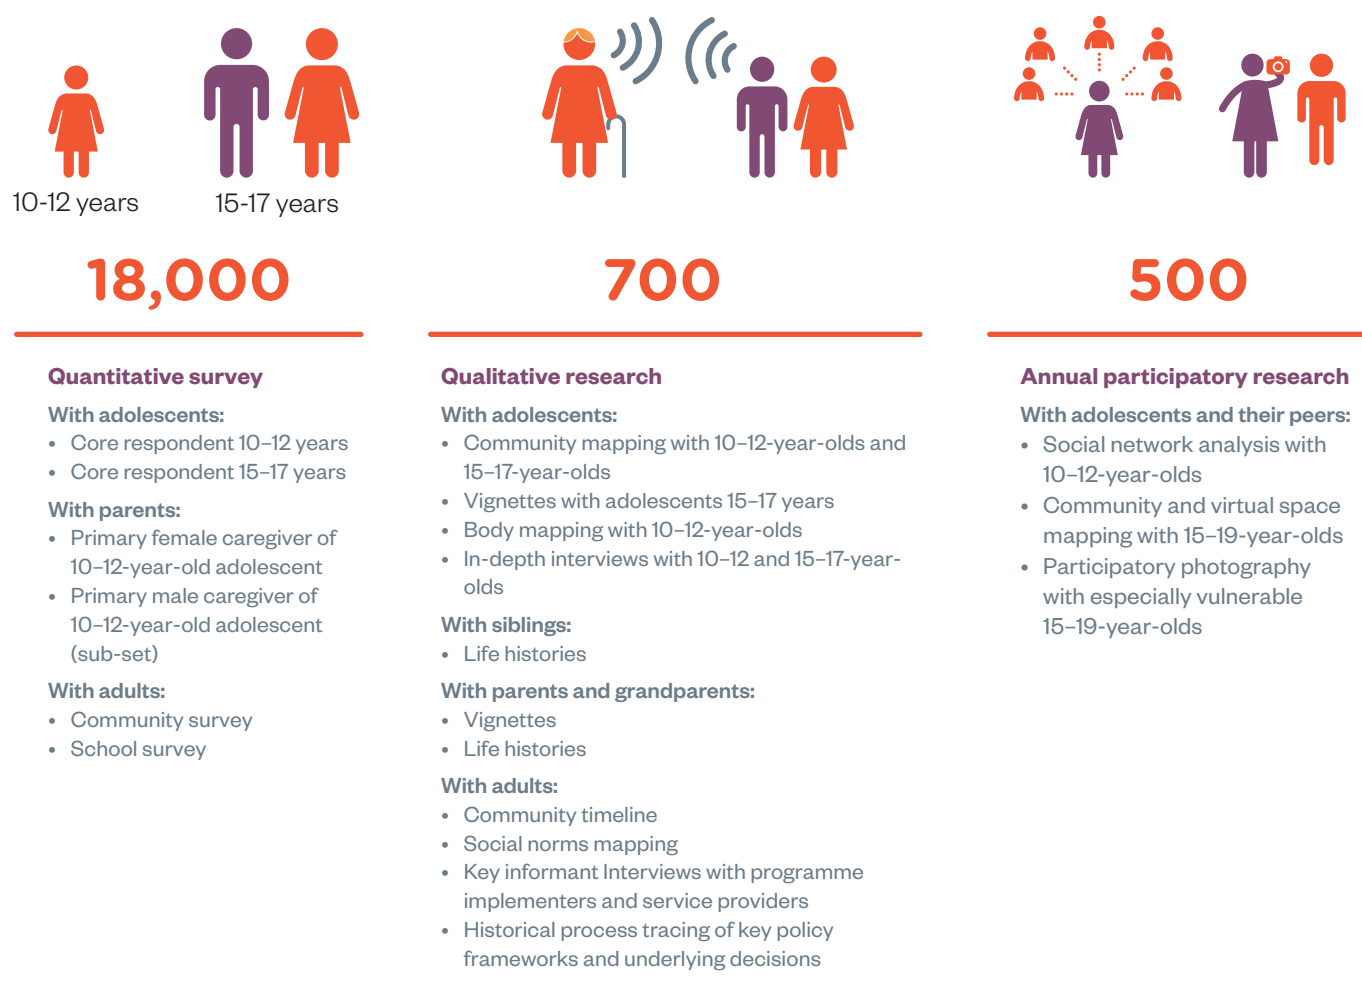 10-12 years
15-17 years
18,000
Quantitative survey
With adolescents:
• Core respondent 10–12 years
• Core respondent 15–17 years
With parents:
• Primary female caregiver of
10–12-year-old adolescent
• Primary male caregiver of
10–12-year-old adolescent
(sub-set)
With adults:
• Community survey
• School survey
700
Qualitative research
With adolescents:
• Community mapping with 10–12-year-olds and
15–17-year-olds
• Vignettes with adolescents 15–17 years
• Body mapping with 10–12-year-olds
• In-depth interviews with 10–12 and 15–17-year-
olds
With siblings:
• Life histories
With parents and grandparents:
• Vignettes
• Life histories
With adults:
• Community timeline
• Social norms mapping
• Key informant Interviews with programme
implementers and service providers
• Historical process tracing of key policy
frameworks and underlying decisions
500
Annual participatory research
With adolescents and their peers:
• Social network analysis with
10–12-year-olds
• Community and virtual space
mapping with 15–19-year-olds
• Participatory photography
with especially vulnerable
15–19-year-olds